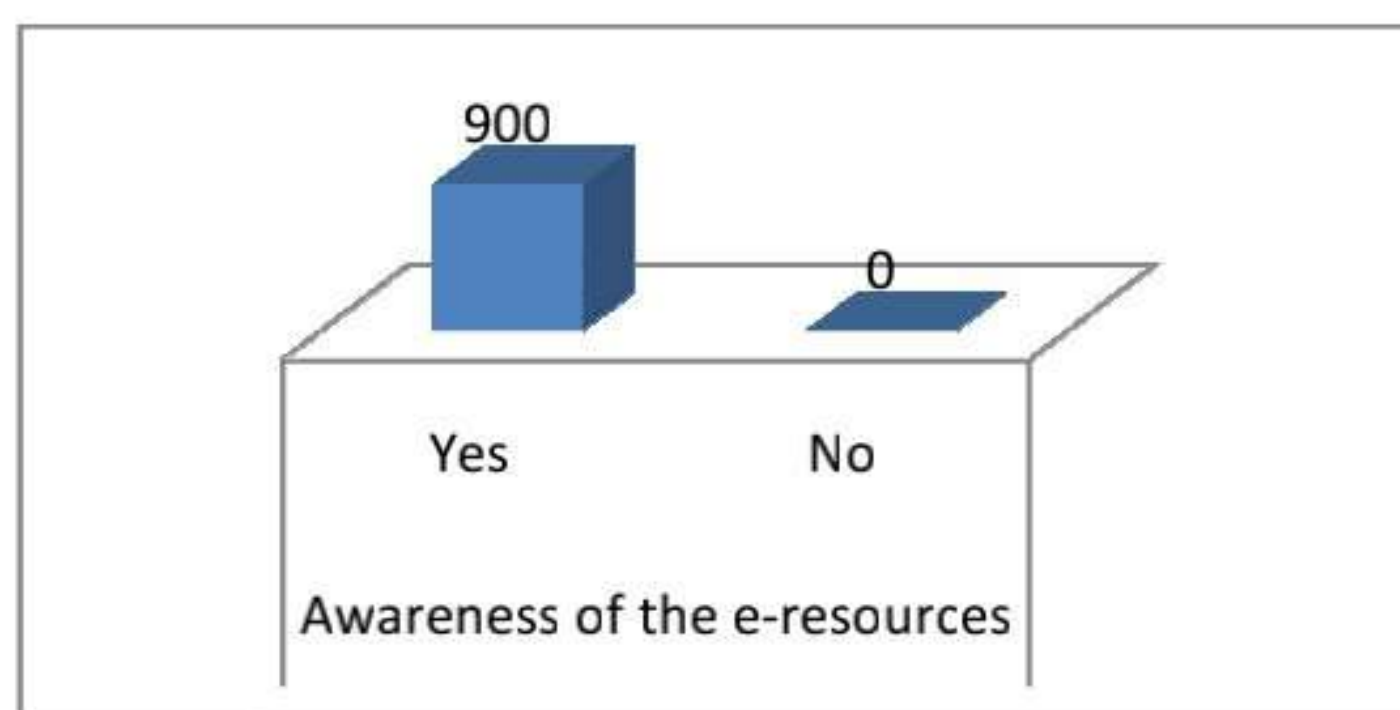 900
0
Yes No
Awareness of the e-resources